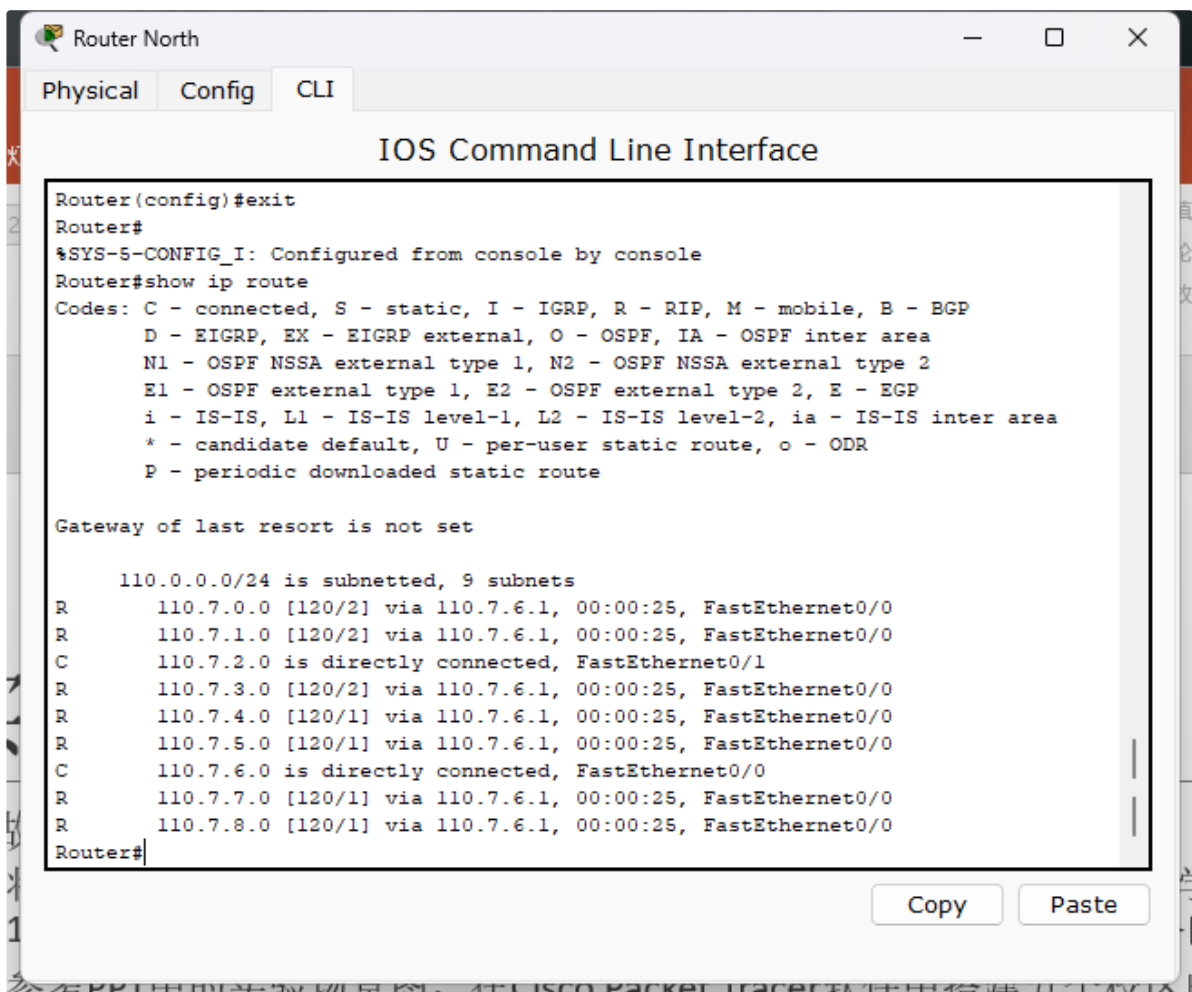 Router North
Physical Config CLI
IOS Command Line Interface
Router(config)#exit
Router#
%SYS-5-CONFIG_I: Configured from console by console
Router#show ip route
Codes: C - connected, S - static, I - IGRP, R - RIP, M - mobile, B - BGP
D - EIGRP, EX - EIGRP external, O - OSPF, IA - OSPF inter area
N1 - OSPF NSSA external type 1, N2 - OSPF NSSA external type 2
E1 - OSPF external type 1, E2 - OSPF external type 2, E - EGP
i - IS-IS, L1 - IS-IS level-1, L2 - IS-IS level-2, ia - IS-IS inter area
* - candidate default, U - per-user static route, o - ODR
P - periodic downloaded static route
Gateway of last resort is not set
110.0.0.0/24 is subnetted, 9 subnets
R 110.7.0.0 [120/2] via 110.7.6.1, 00:00:25, FastEthernet0/0
R 110.7.1.0 [120/2] via 110.7.6.1, 00:00:25, FastEthernet0/0
C 110.7.2.0 is directly connected, FastEthernet0/1
R 110.7.3.0 [120/2] via 110.7.6.1, 00:00:25, FastEthernet0/0
R 110.7.4.0 [120/1] via 110.7.6.1, 00:00:25, FastEthernet0/0
R 110.7.5.0 [120/1] via 110.7.6.1, 00:00:25, FastEthernet0/0
C 110.7.6.0 is directly connected, FastEthernet0/0
R 110.7.7.0 [120/1] via 110.7.6.1, 00:00:25, FastEthernet0/0
R 110.7.8.0 [120/1] via 110.7.6.1, 00:00:25, FastEthernet0/0
Router#
Copy Paste